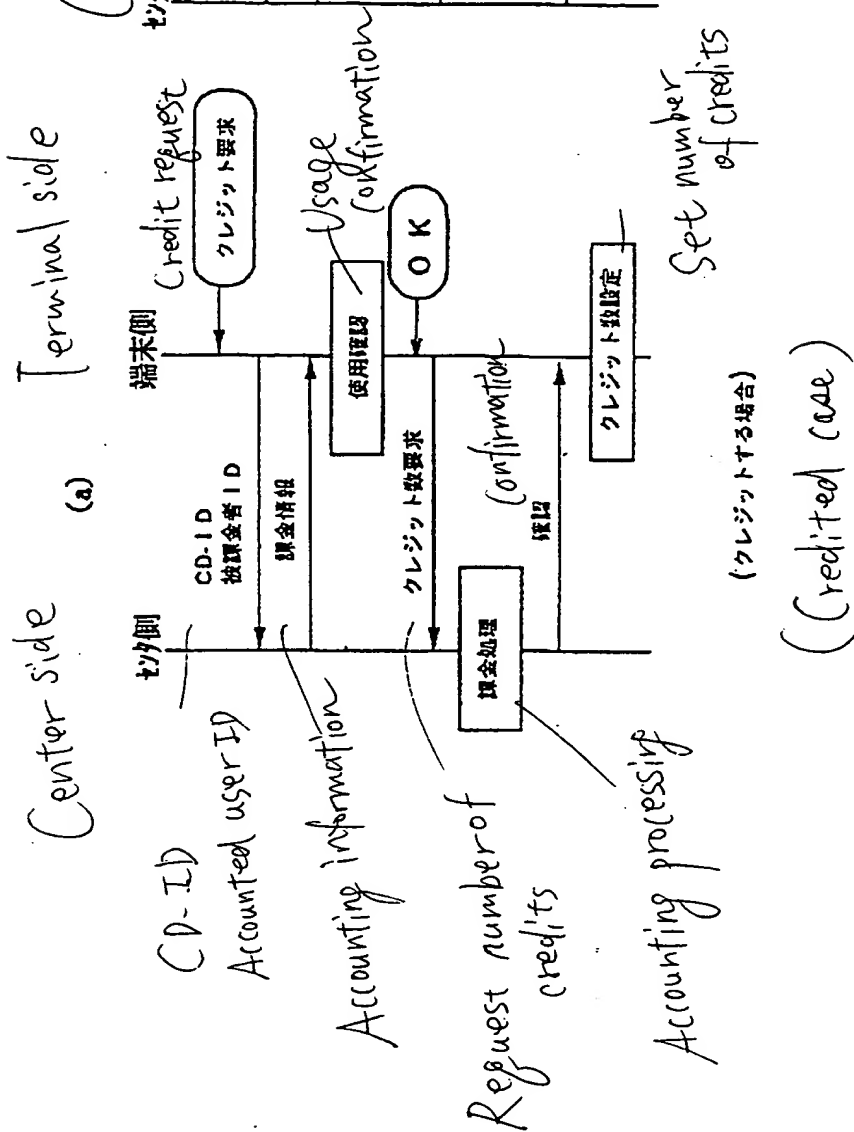 Center side
Terminal side
(a)
センタ側
端末側
Credit request
クレジット要求
CD-ID
被課金者ID
CD-ID
Accounted user ID
課金情報
Accounting information
使用確認
Usage
confirmation
OK
クレジット数要求
Request number of
credits
課金処理
Accounting processing
Confirmation
確認
クレジット数設定
Set number
of credits
(クレジットする場合)
(Credited case)